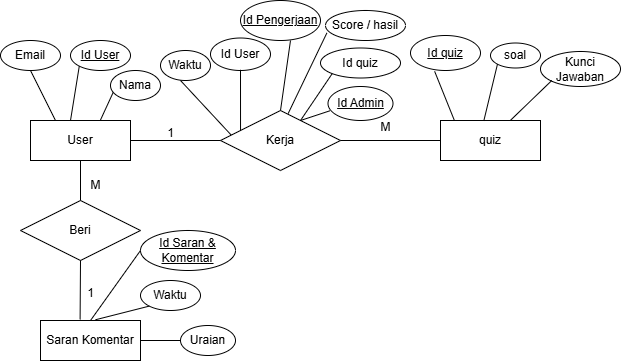 Id Pengerjaan
Score / hasil
Email
Id User
Waktu
Id User
Id quiz
Id quiz
soal
Kunci
Jawaban
Nama
Id Admin
User
1
Kerja
M
quiz
M
Beri
Id Saran &
Komentar
1
Waktu
Saran Komentar
Uraian